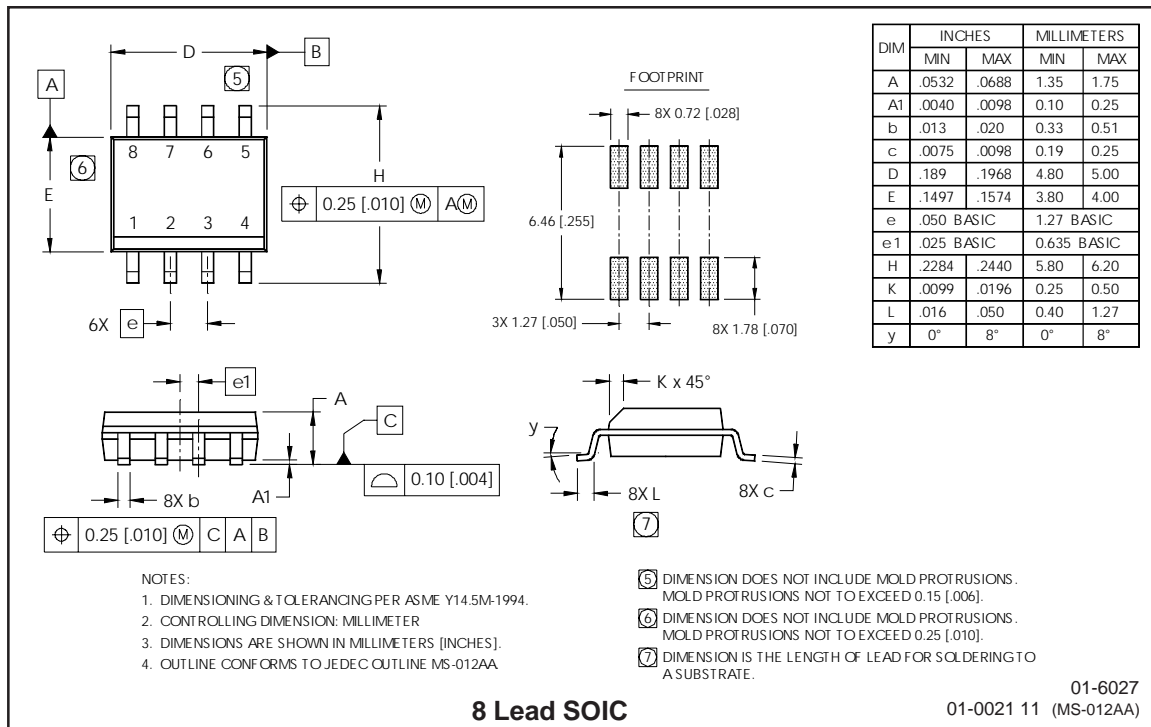 D
B
5
A
8 7 6 5
6
E
H
0.25 [.010] Ⓜ AⓂ
1 2 3 4
6X e
FOOTPRINT
8X 0.72 [.028]
6.46 [.255]
3X 1.27 [.050]
8X 1.78 [.070]
DIM INCHES MILLIMETERS
MIN MAX MIN MAX
A .0532 .0688 1.35 1.75
A1 .0040 .0098 0.10 0.25
b .013 .020 0.33 0.51
c .0075 .0098 0.19 0.25
D .189 .1968 4.80 5.00
E .1497 .1574 3.80 4.00
e .050 BASIC 1.27 BASIC
e1 .025 BASIC 0.635 BASIC
H .2284 .2440 5.80 6.20
K .0099 .0196 0.25 0.50
L .016 .050 0.40 1.27
y 0° 8° 0° 8°
e1
A
C
0.10 [.004]
A1
8X b
0.25 [.010] Ⓜ C A B
K x 45°
y
8X L
8X c
7
NOTES:
1. DIMENSIONING & TOLERANCING PER ASME Y14.5M-1994.
2. CONTROLLING DIMENSION: MILLIMETER
3. DIMENSIONS ARE SHOWN IN MILLIMETERS [INCHES].
4. OUTLINE CONFORMS TO JEDEC OUTLINE MS-012AA.
5 DIMENSION DOES NOT INCLUDE MOLD PROTRUSIONS.
MOLD PROTRUSIONS NOT TO EXCEED 0.15 [.006].
6 DIMENSION DOES NOT INCLUDE MOLD PROTRUSIONS.
MOLD PROTRUSIONS NOT TO EXCEED 0.25 [.010].
7 DIMENSION IS THE LENGTH OF LEAD FOR SOLDERING TO
A SUBSTRATE.
8 Lead SOIC
01-6027
01-0021 11 (MS-012AA)